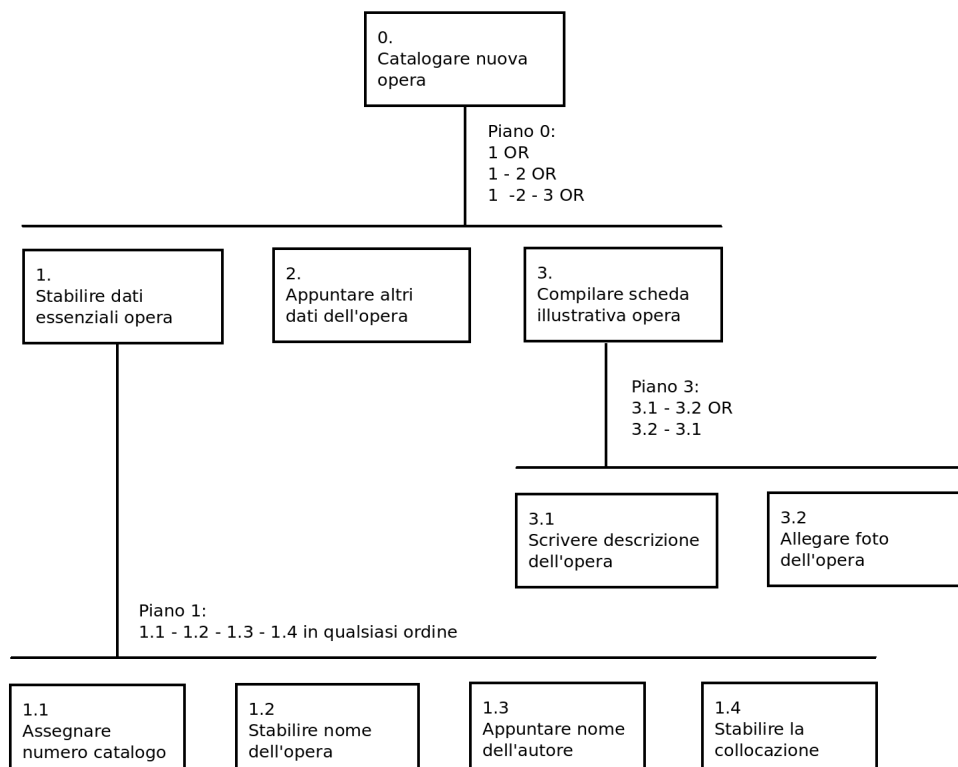 0.
Catalogare nuova
opera
Piano 0:
1 OR
1 - 2 OR
1  -2 - 3 OR
1.
Stabilire dati
essenziali opera
2.
Appuntare altri
dati dell'opera
3.
Compilare scheda
illustrativa opera
Piano 3:
3.1 - 3.2 OR
3.2 - 3.1
3.1
Scrivere descrizione
dell'opera
3.2
Allegare foto
dell'opera
Piano 1:
1.1 - 1.2 - 1.3 - 1.4 in qualsiasi ordine
1.1
Assegnare
numero catalogo
1.2
Stabilire nome
dell'opera
1.3
Appuntare nome
dell'autore
1.4
Stabilire la
collocazione